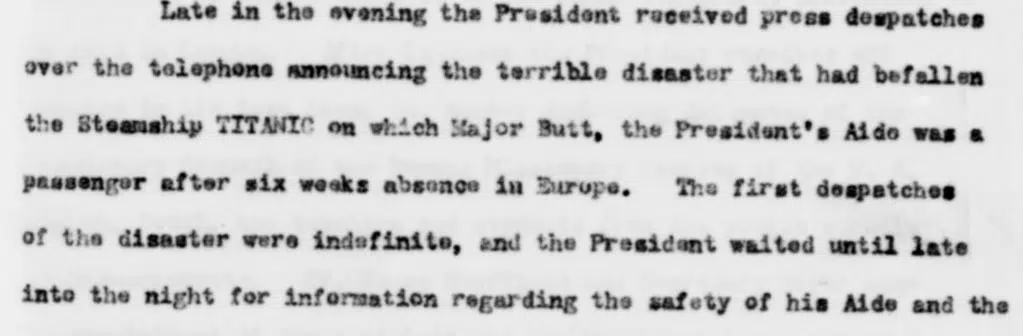 Late in the evening the President received press despatches
over the telephone announcing the terrible disaster that had befallen
the Steamship TITANIC on which Major Butt, the President's Aide was a
passenger after six weeks absence in Europe. The first despatches
of the disaster were indefinite, and the President waited until late
into the night for information regarding the safety of his Aide and the